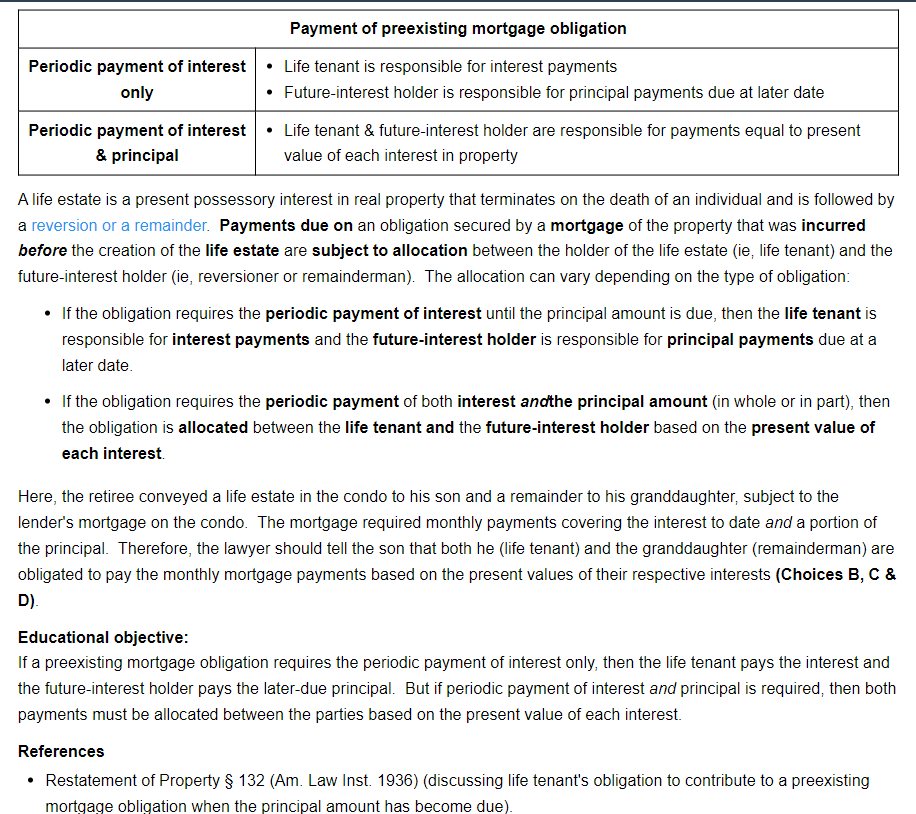 Payment of preexisting mortgage obligation
Periodic payment of interest
only
• Life tenant is responsible for interest payments
• Future-interest holder is responsible for principal payments due at later date
Periodic payment of interest
& principal
• Life tenant & future-interest holder are responsible for payments equal to present
value of each interest in property
A life estate is a present possessory interest in real property that terminates on the death of an individual and is followed by
a reversion or a remainder. Payments due on an obligation secured by a mortgage of the property that was incurred
before the creation of the life estate are subject to allocation between the holder of the life estate (ie, life tenant) and the
future-interest holder (ie, reversioner or remainderman). The allocation can vary depending on the type of obligation:
• If the obligation requires the periodic payment of interest until the principal amount is due, then the life tenant is
responsible for interest payments and the future-interest holder is responsible for principal payments due at a
later date.
• If the obligation requires the periodic payment of both interest and the principal amount (in whole or in part), then
the obligation is allocated between the life tenant and the future-interest holder based on the present value of
each interest.
Here, the retiree conveyed a life estate in the condo to his son and a remainder to his granddaughter, subject to the
lender's mortgage on the condo. The mortgage required monthly payments covering the interest to date and a portion of
the principal. Therefore, the lawyer should tell the son that both he (life tenant) and the granddaughter (remainderman) are
obligated to pay the monthly mortgage payments based on the present values of their respective interests (Choices B, C &
D).
Educational objective:
If a preexisting mortgage obligation requires the periodic payment of interest only, then the life tenant pays the interest and
the future-interest holder pays the later-due principal. But if periodic payment of interest and principal is required, then both
payments must be allocated between the parties based on the present value of each interest.
References
• Restatement of Property § 132 (Am. Law Inst. 1936) (discussing life tenant's obligation to contribute to a preexisting
mortgage obligation when the principal amount has become due).